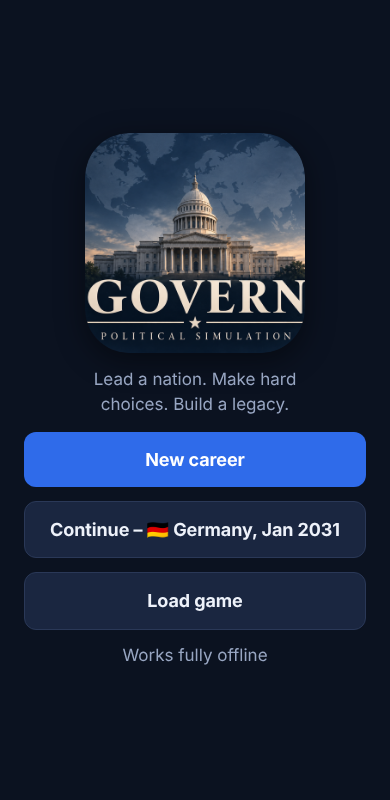 GOVERN
POLITICAL SIMULATION
Lead a nation. Make hard
choices. Build a legacy.
New career
Continue – 🇩🇪 Germany, Jan 2031
Load game
Works fully offline